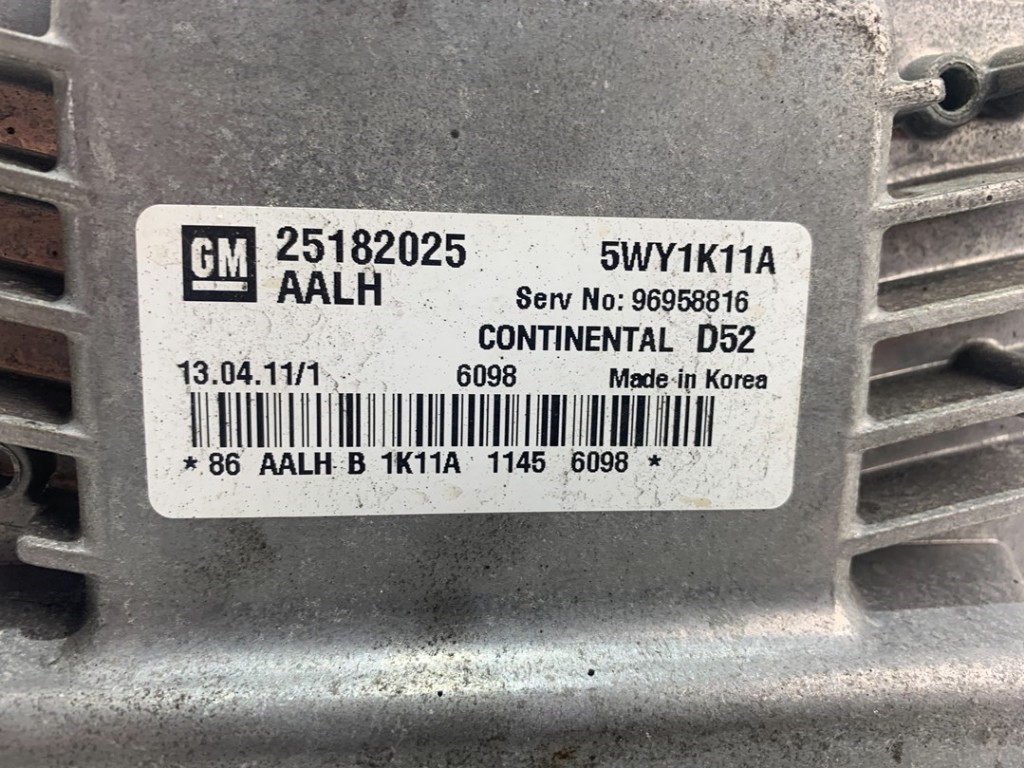 GM 25182025 5WY1K11A
AALH Serv No: 96958816
CONTINENTAL D52
13.04.11/1 6098 Made in Korea
* 86 AALH B 1K11A 1145 6098 *